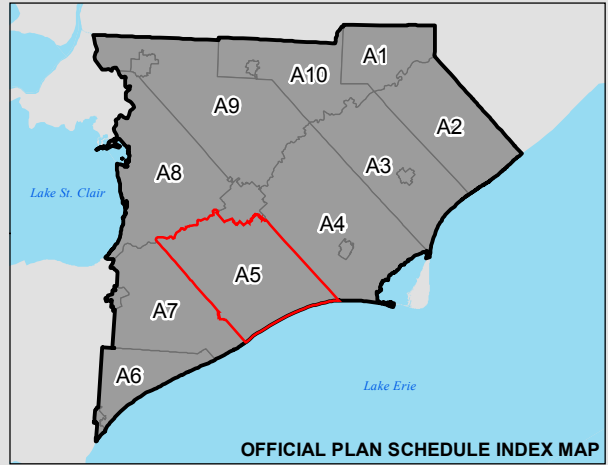 A1
A10
A9
A2
A3
A8
Lake St. Clair
A4
A5
A7
A6
Lake Erie
OFFICIAL PLAN SCHEDULE INDEX MAP